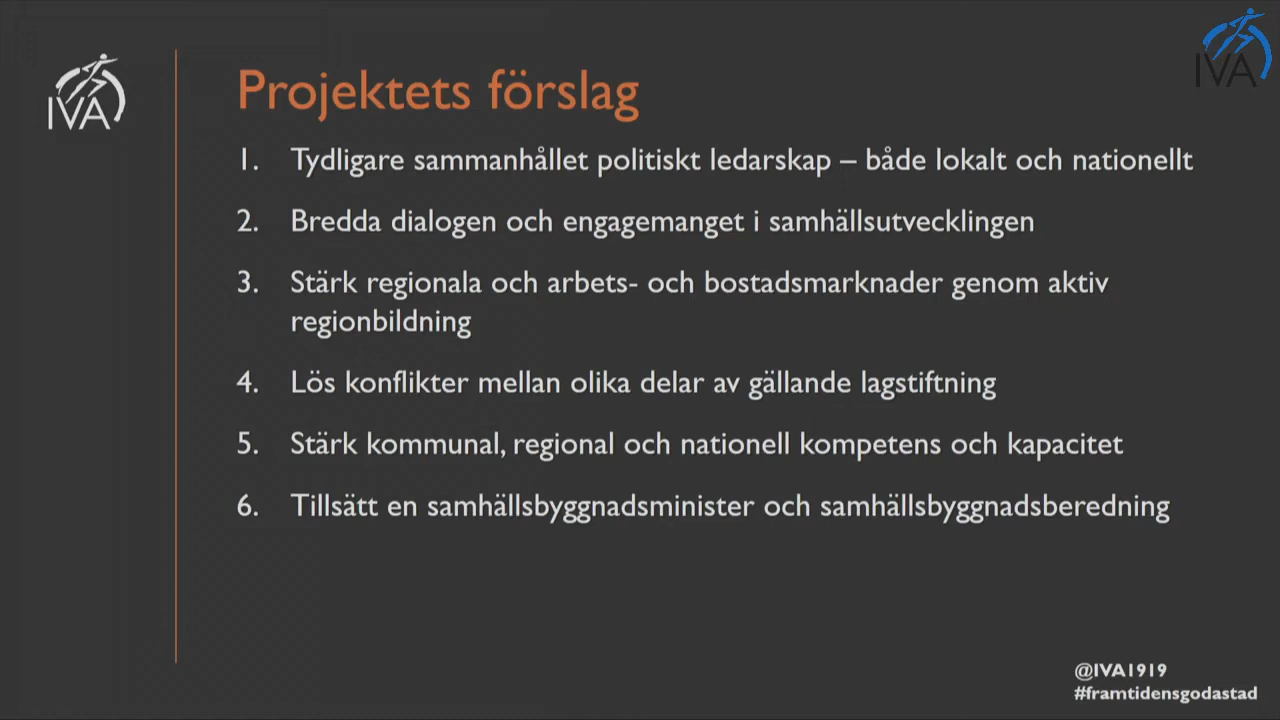 IVA
IVA
Projektets förslag
1. Tydligare sammanhållet politiskt ledarskap – både lokalt och nationellt
2. Bredda dialogen och engagemanget i samhällsutvecklingen
3. Stärk regionala och arbets- och bostadsmarknader genom aktiv
regionbildning
4. Lös konflikter mellan olika delar av gällande lagstiftning
5. Stärk kommunal, regional och nationell kompetens och kapacitet
6. Tillsätt en samhällsbyggnadsminister och samhällsbyggnadsberedning
@IVA1919
#framtidensgodastad